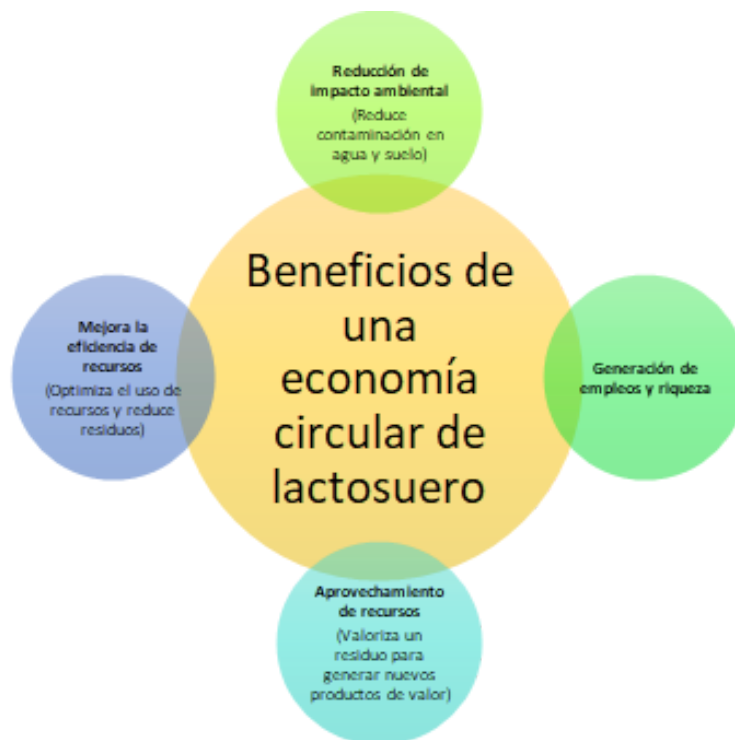 Reducción de
impacto ambiental
(Reduce
contaminación en
agua y suelo)
Beneficios de
una
economía
circular de
lactosuero
Mejora la
eficiencia de
recursos
(Optimiza el uso de
recursos y reduce
residuos)
Generación de
empleos y riqueza
Aprovechamiento
de recursos
(Valoriza un
residuo para
generar nuevos
productos de valor)